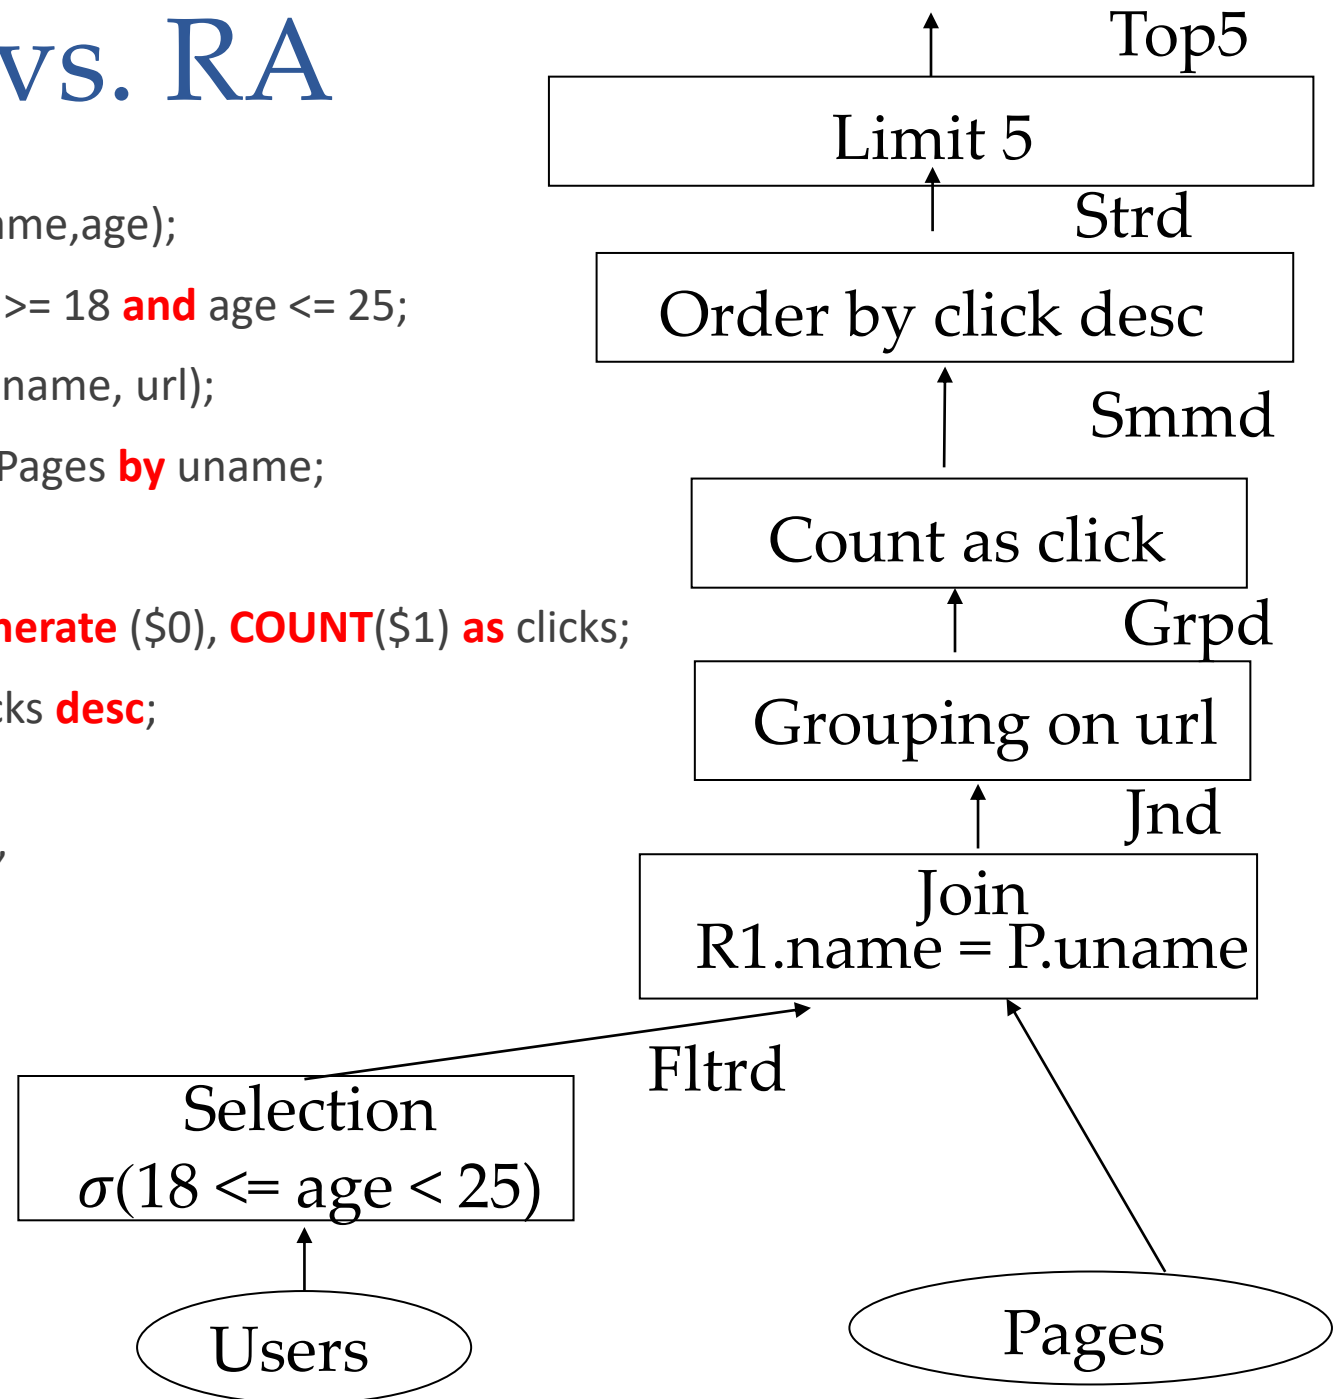 vs. RA
me,age);
>= 18 and age <= 25;
name, url);
Pages by uname;
nerate ($0), COUNT($1) as clicks;
cks desc;
Top5
Limit 5
Strd
Order by click desc
Smmd
Count as click
Grpd
Grouping on url
Jnd
Join
R1.name = P.uname
Fltrd
Selection
σ(18 <= age < 25)
Users
Pages